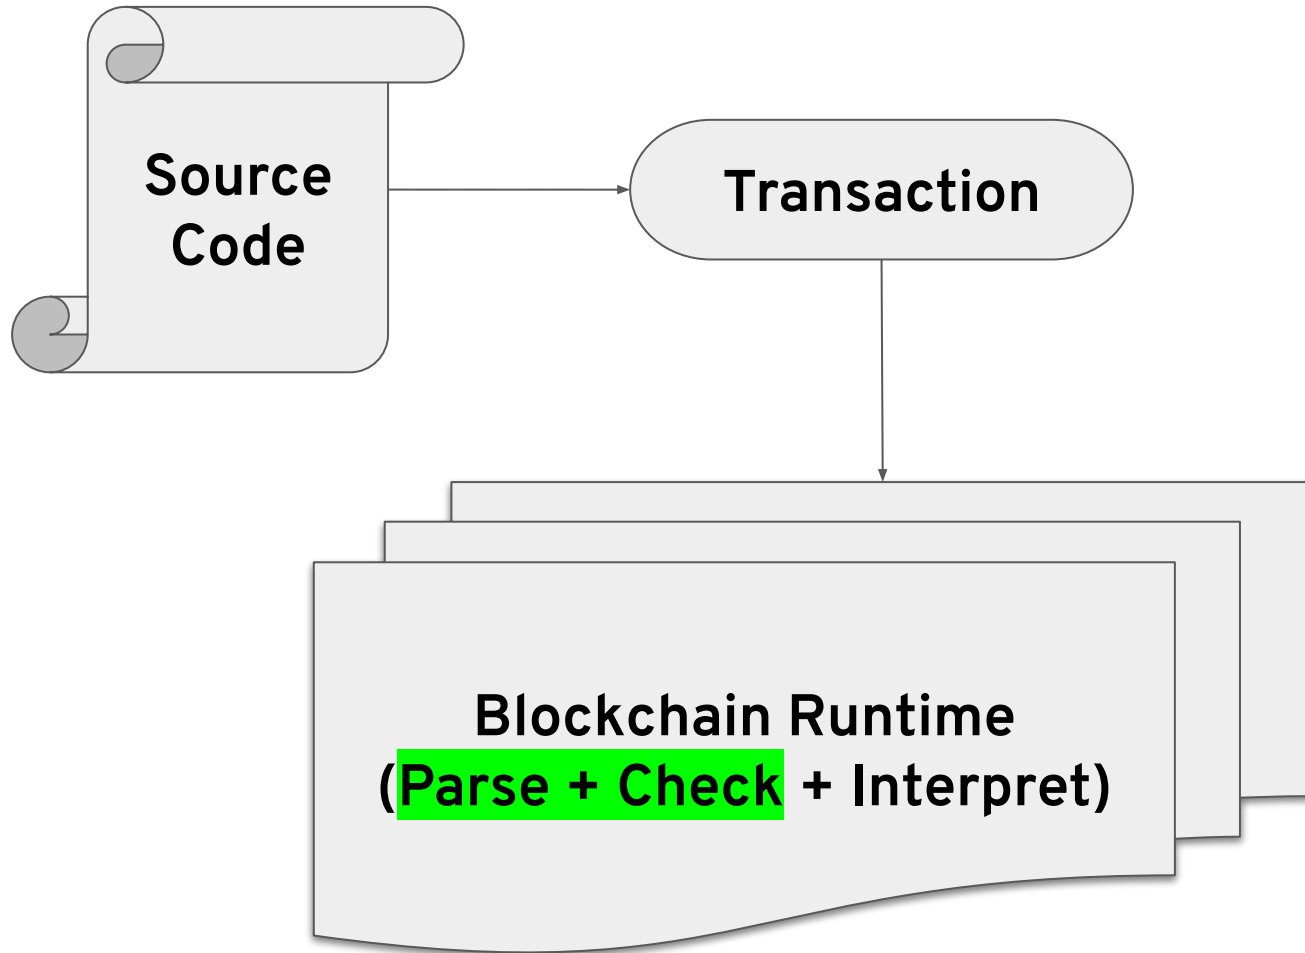 Source
Code
Transaction
Blockchain Runtime
(Parse + Check + Interpret)